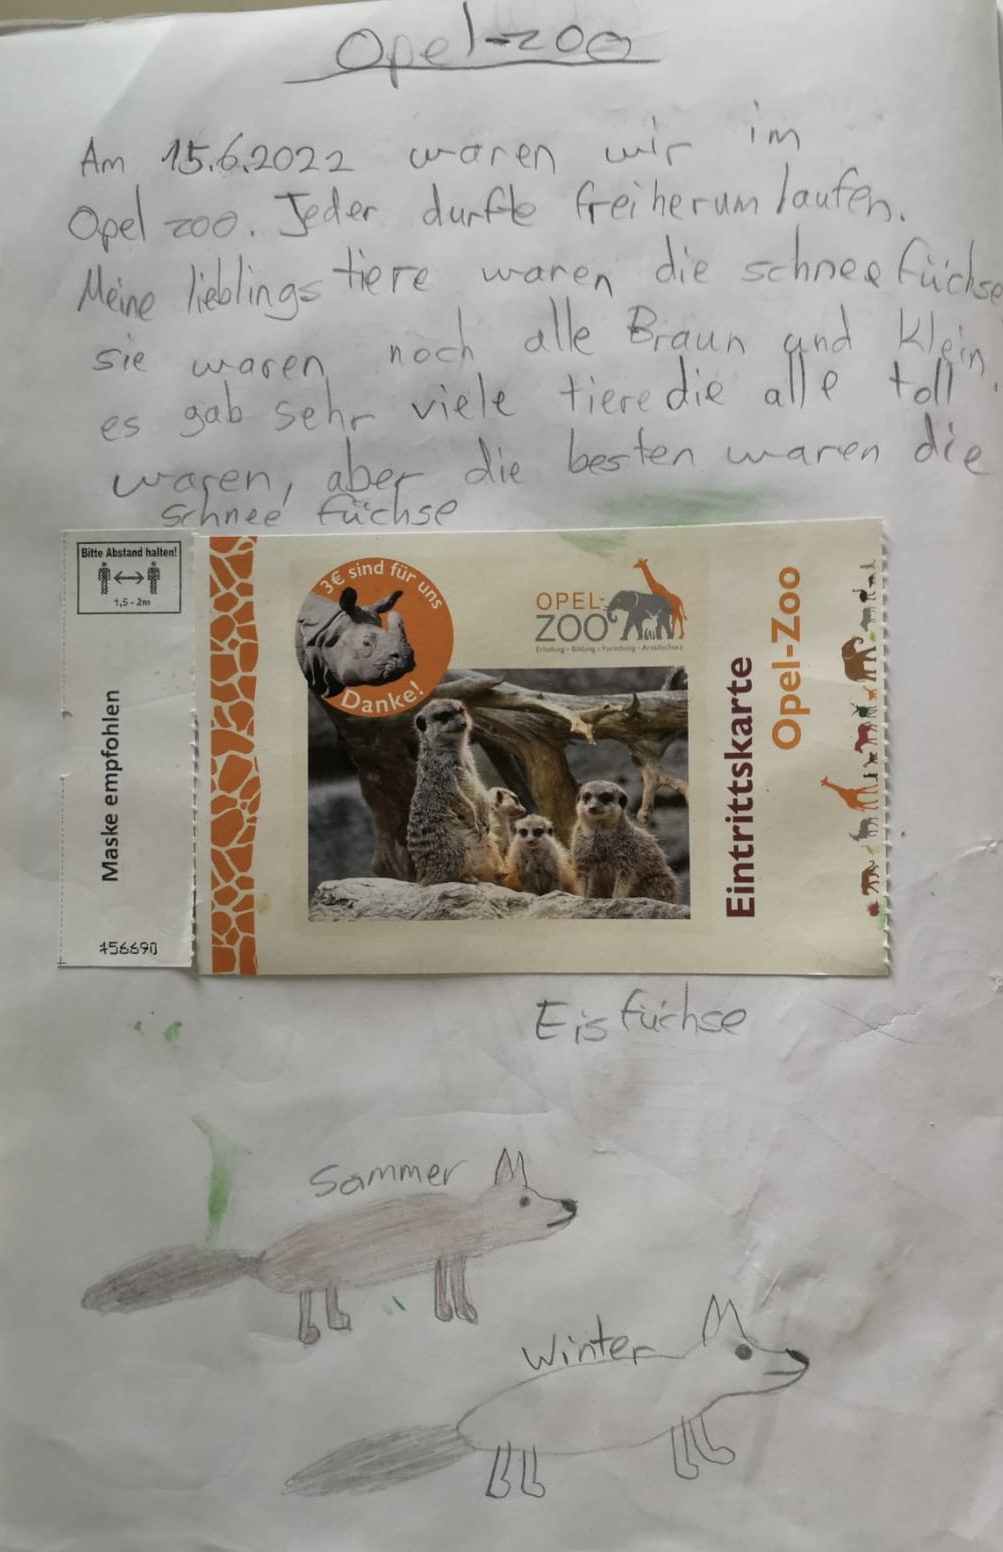 Opel-zoo
Am 15.6.2022 waren wir im
Opel zoo. Jeder durfte frei herum laufen.
Meine lieblings tiere waren die schnee füchse
sie waren noch alle Braun und Klein.
es gab sehr viele tiere die alle toll
waren, aber die besten waren die
schnee füchse
Bitte Abstand halten!
1,5 - 2m
Maske empfohlen
156690
3€ sind für uns
Danke!
OPEL-
ZOO
Erholung • Bildung • Forschung • Artenschutz
Eintrittskarte
Opel-Zoo
Eis füchse
Sommer
Winter